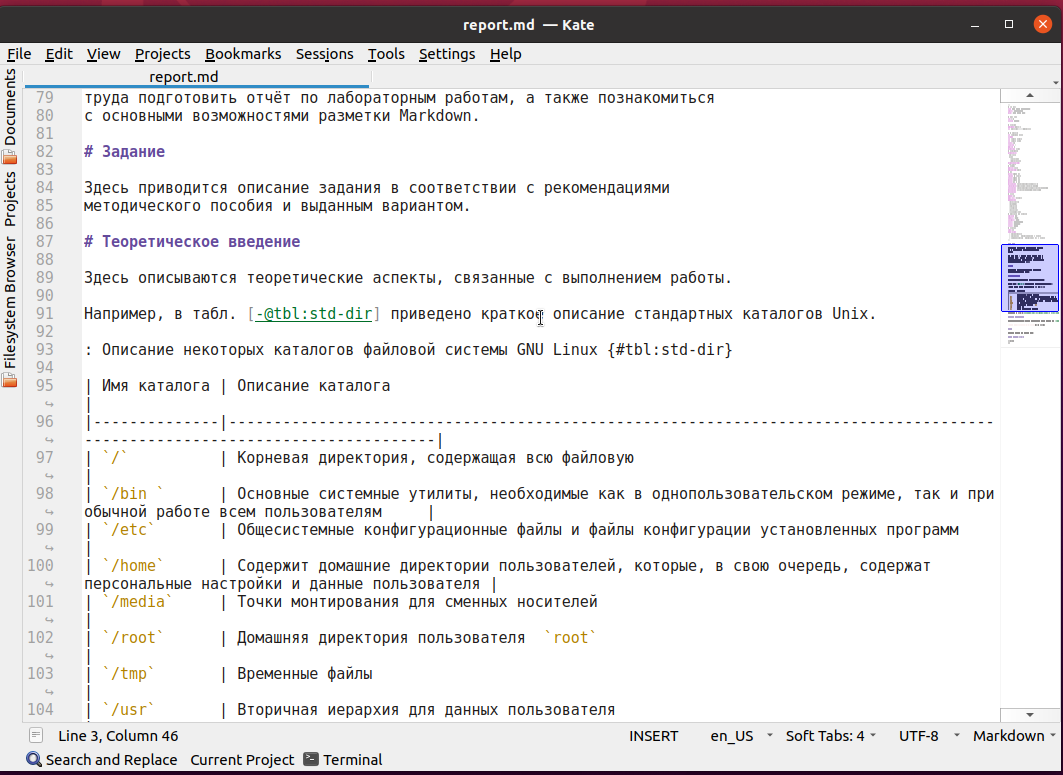 report.md — Kate
File Edit View Projects Bookmarks Sessions Tools Settings Help
report.md
Documents
Projects
Filesystem Browser
79 труда подготовить отчёт по лабораторным работам, а также познакомиться
80 с основными возможностями разметки Markdown.
81
82 # Задание
83
84 Здесь приводится описание задания в соответствии с рекомендациями
85 методического пособия и выданным вариантом.
86
87 # Теоретическое введение
88
89 Здесь описываются теоретические аспекты, связанные с выполнением работы.
90
91 Например, в табл. [-@tbl:std-dir] приведено краткое описание стандартных каталогов Unix.
92
93 : Описание некоторых каталогов файловой системы GNU Linux {#tbl:std-dir}
94
95 | Имя каталога | Описание каталога
↪ |
96 |--------------|-------------------------------------------------------------------------------------
↪ ---------------------------------------|
97 | `/` | Корневая директория, содержащая всю файловую
↪ |
98 | `/bin ` | Основные системные утилиты, необходимые как в однопользовательском режиме, так и при
↪ обычной работе всем пользователям |
99 | `/etc` | Общесистемные конфигурационные файлы и файлы конфигурации установленных программ
↪ |
100 | `/home` | Содержит домашние директории пользователей, которые, в свою очередь, содержат
↪ персональные настройки и данные пользователя |
101 | `/media` | Точки монтирования для сменных носителей
↪ |
102 | `/root` | Домашняя директория пользователя `root`
↪ |
103 | `/tmp` | Временные файлы
↪ |
104 | `/usr` | Вторичная иерархия для данных пользователя
Line 3, Column 46 INSERT en_US Soft Tabs: 4 UTF-8 Markdown
Search and Replace Current Project Terminal